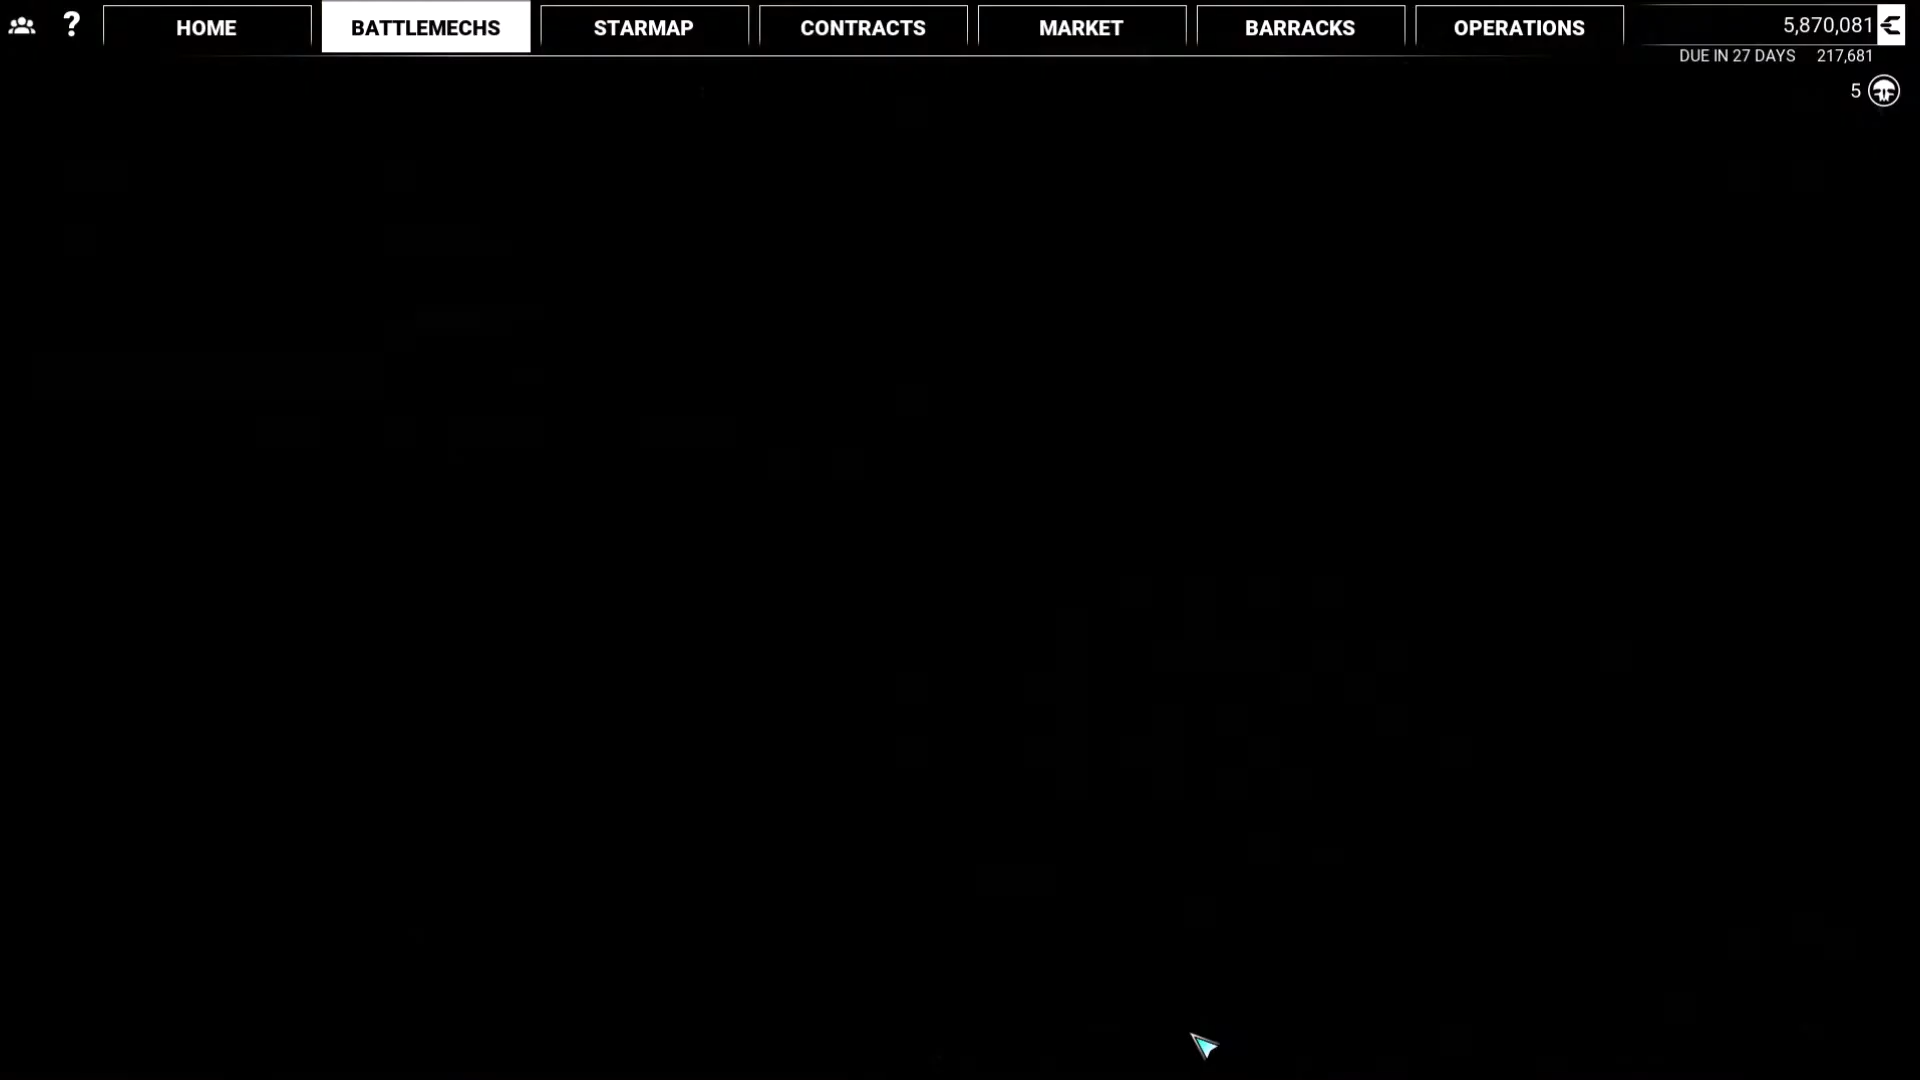 ?
HOME
BATTLEMECHS
STARMAP
CONTRACTS
MARKET
BARRACKS
OPERATIONS
5,870,081
DUE IN 27 DAYS 217,681
5